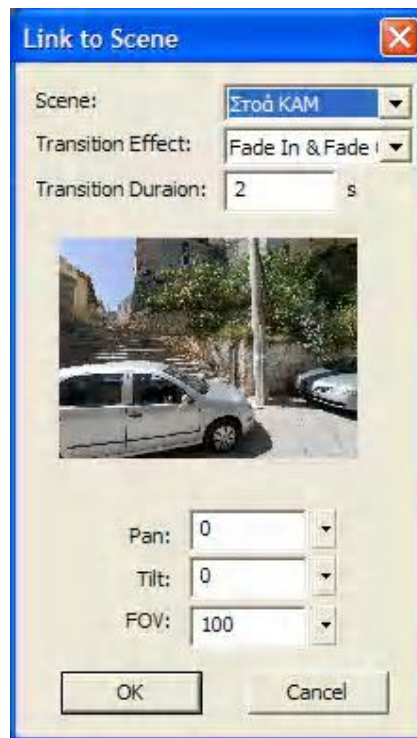 Link to Scene
Scene: Στοά ΚΑΜ
Transition Effect: Fade In & Fade
Transition Duraion: 2 s
Pan: 0
Tilt: 0
FOV: 100
OK Cancel